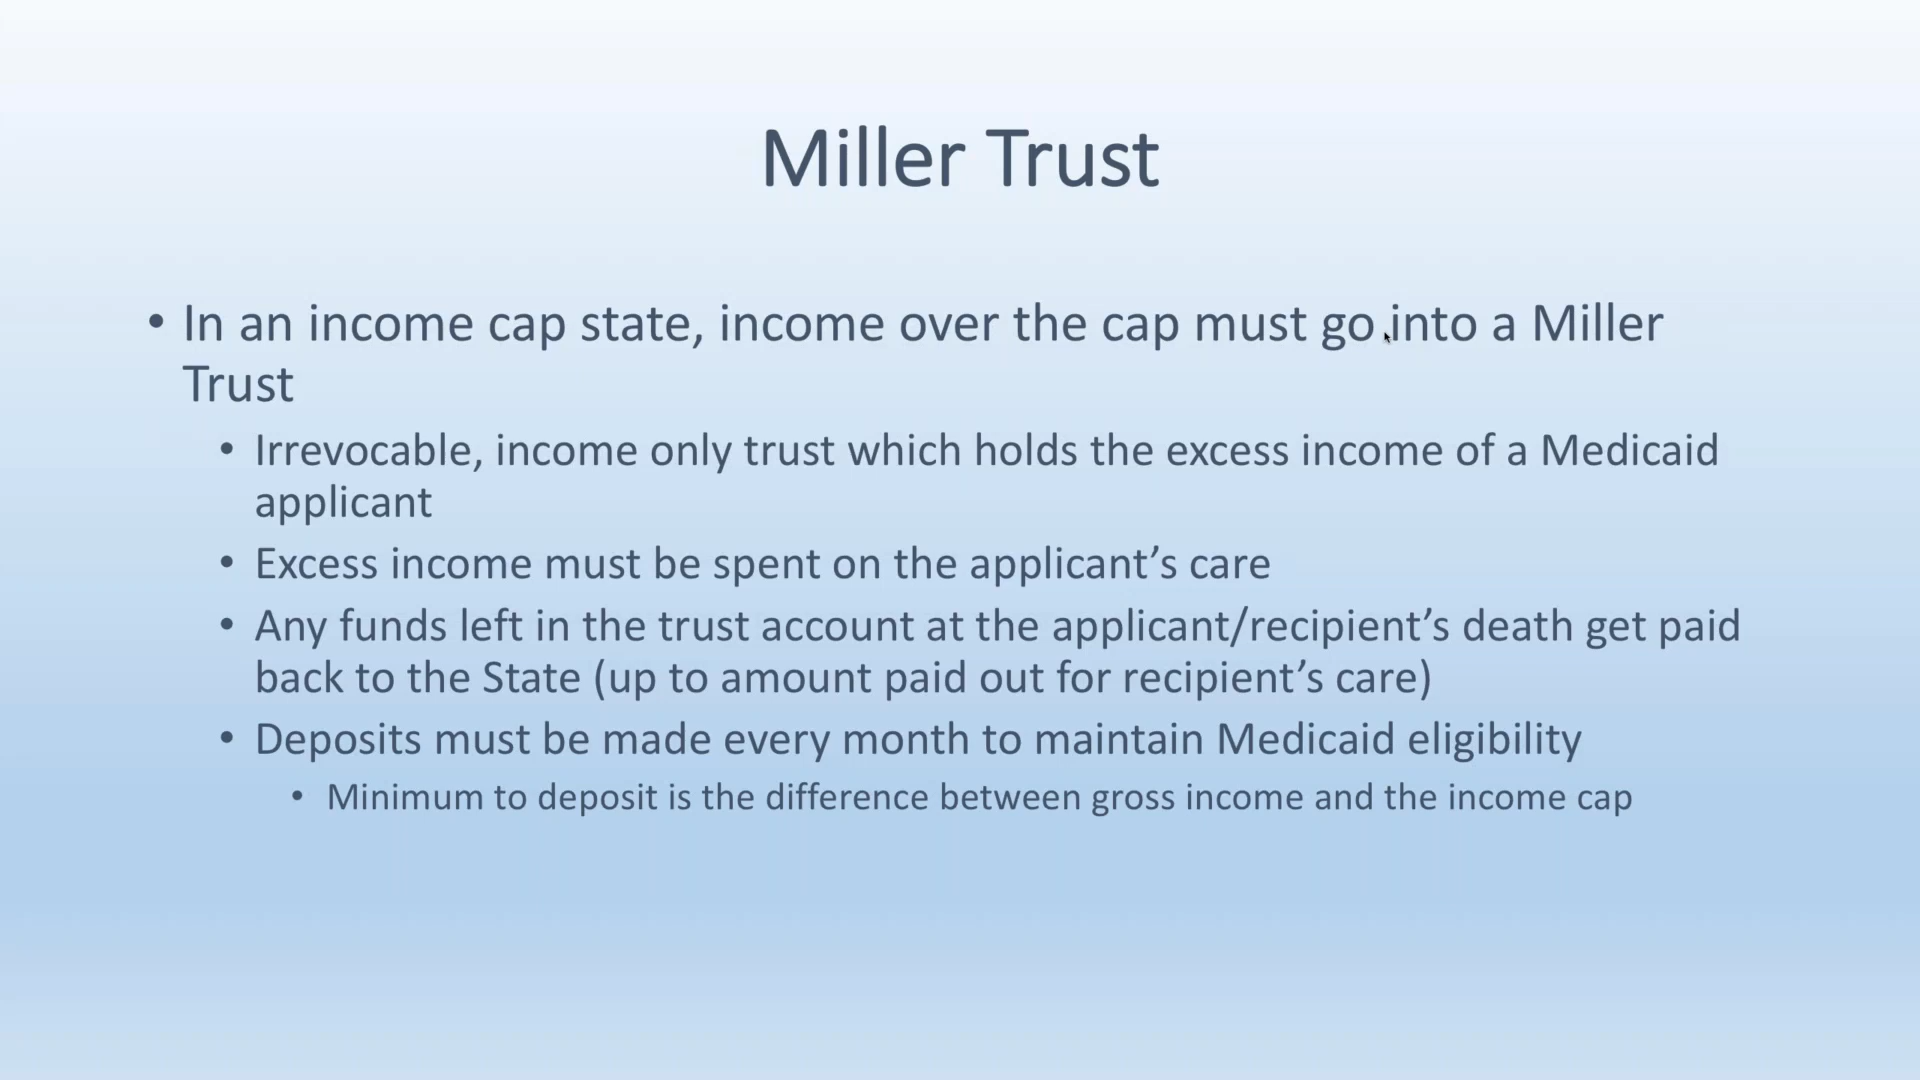 Miller Trust
• In an income cap state, income over the cap must go into a Miller
Trust
• Irrevocable, income only trust which holds the excess income of a Medicaid
applicant
• Excess income must be spent on the applicant’s care
• Any funds left in the trust account at the applicant/recipient’s death get paid
back to the State (up to amount paid out for recipient’s care)
• Deposits must be made every month to maintain Medicaid eligibility
• Minimum to deposit is the difference between gross income and the income cap